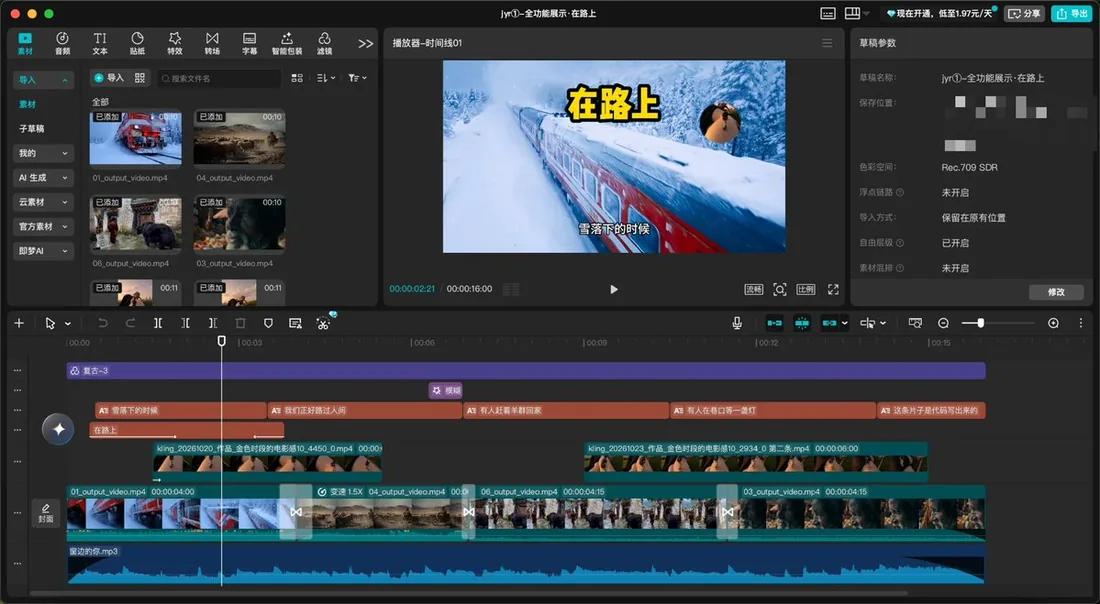 jyr①-全功能展示·在路上
现在开通，低至1.97元/天
分享
导出
素材
音频
文本
贴纸
特效
转场
字幕
智能包装
滤镜
导入
素材
子草稿
我的
AI 生成
云素材
官方素材
即梦AI
导入
搜索文件名
全部
已添加 00:10
01_output_video.mp4
已添加 00:10
04_output_video.mp4
已添加 00:10
06_output_video.mp4
已添加 00:10
03_output_video.mp4
已添加 00:11
已添加 00:11
播放器-时间线01
在路上
雪落下的时候
00:00:02:21 / 00:00:16:00
流畅
比例
草稿参数
草稿名称： jyr①-全功能展示·在路上
保存位置：
色彩空间： Rec.709 SDR
浮点链路 未开启
导入方式： 保留在原有位置
自由层级 已开启
素材混排 未开启
修改
00:00
00:03
00:06
00:09
00:12
00:15
复古-3
模糊
A≡ 雪落下的时候
A≡ 我们正好路过人间
A≡ 有人赶着羊群回家
A≡ 有人在巷口等一盏灯
A≡ 这条片子是代码写出来的
在路上
kling_20261020_作品_金色时段的电影感10_4450_0.mp4 00:00:0
kling_20261023_作品_金色时段的电影感10_2934_0 第二条.mp4 00:00:06:00
封面
01_output_video.mp4 00:00:04:00
变速 1.5X 04_output_video.mp4 00:0
06_output_video.mp4 00:00:04:15
03_output_video.mp4 00:00:04:15
窗边的你.mp3